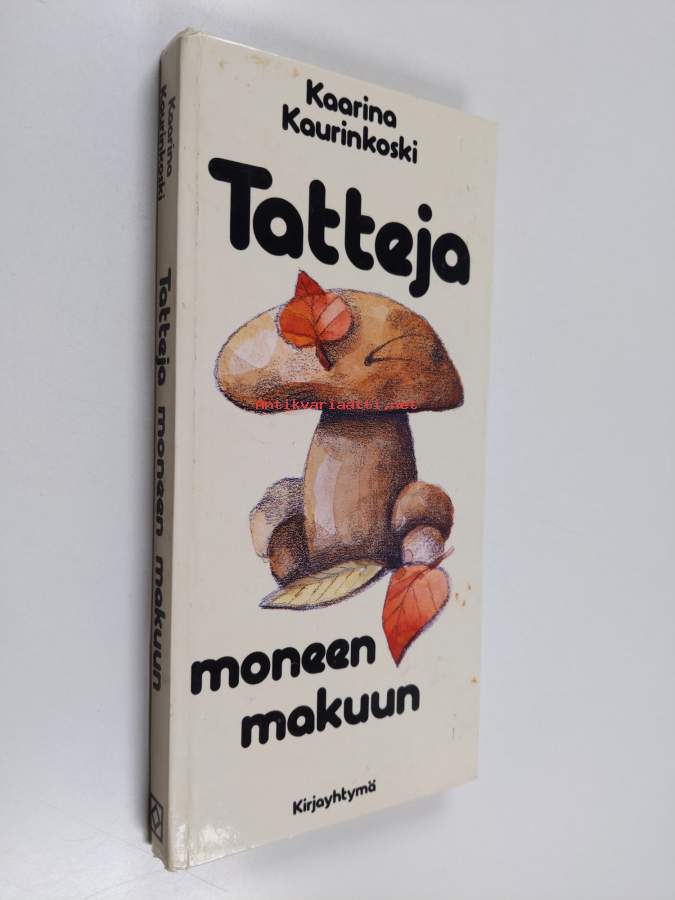 Kaarina
Kaurinkoski
Tatteja
Antikvariaatti.net
moneen
makuun
Kirjayhtymä
Kaarina
Kaurinkoski
Tatteja moneen makuun